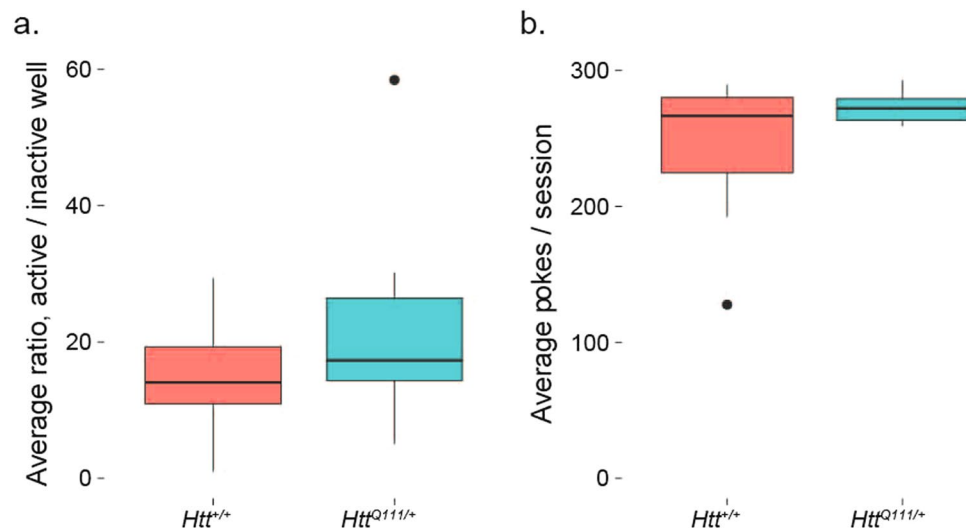 a.
Average ratio, active / inactive well
60
40
20
0
Htt+/+
HttQ111/+
b.
Average pokes / session
300
200
100
0
Htt+/+
HttQ111/+